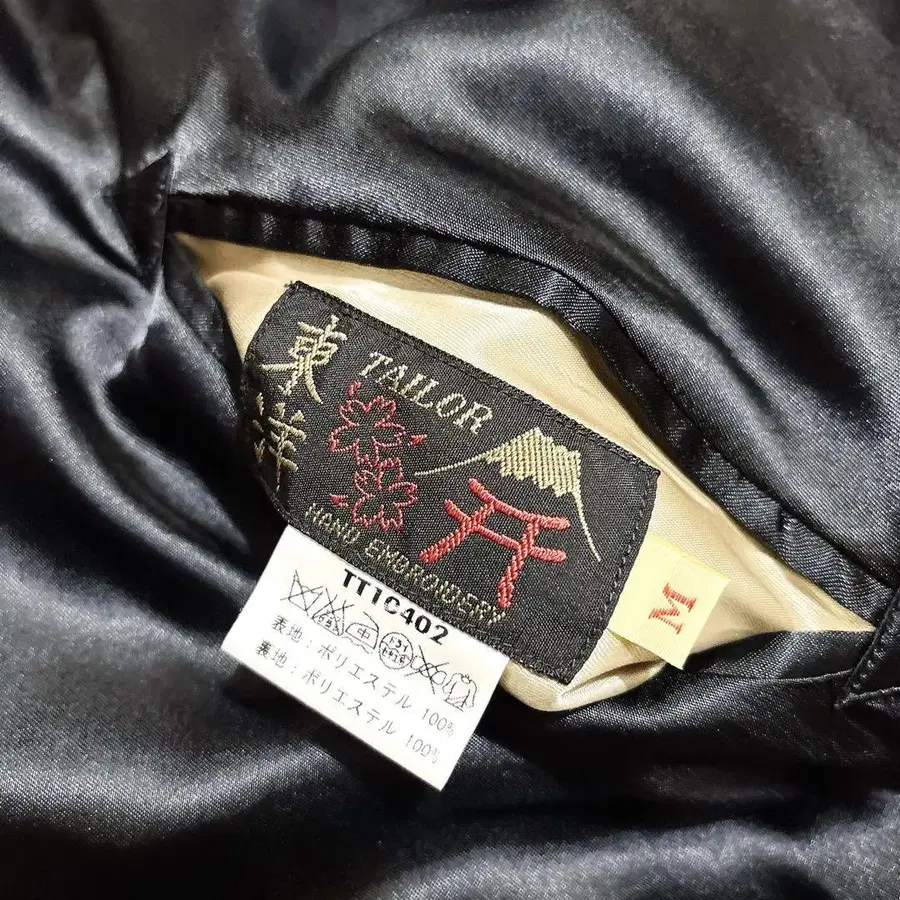 東洋
TAILOR
HAND EMBROIDERY
M
TT1C402
表地：ポリエステル 100%
裏地：ポリエステル 100%